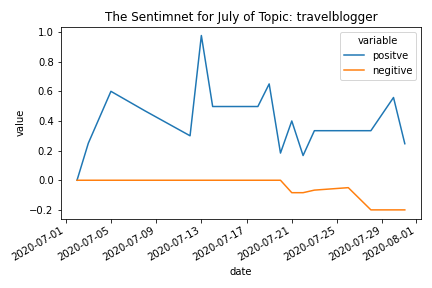 The Sentimnet for July of Topic: travelblogger
variable
positve
negitive
value
1.0
0.8
0.6
0.4
0.2
0.0
−0.2
2020-07-01
2020-07-05
2020-07-09
2020-07-13
2020-07-17
2020-07-21
2020-07-25
2020-07-29
2020-08-01
date